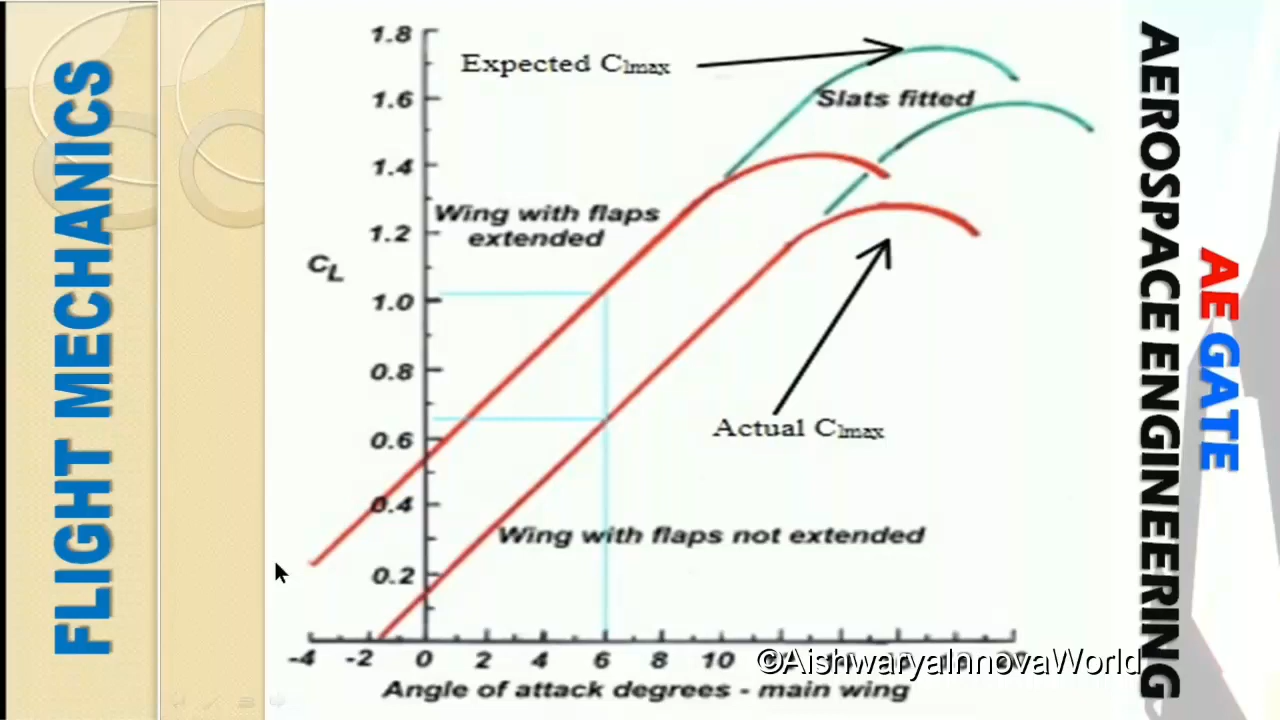 FLIGHT MECHANICS
1.8
Expected Clmax
1.6
Slats fitted
1.4
Wing with flaps
extended
1.2
CL
1.0
0.8
Actual Clmax
0.6
0.4
Wing with flaps not extended
0.2
-4 -2 0 2 4 6 8 10
©AishwaryaInnovaWorld
Angle of attack degrees - main wing
AEROSPACE ENGINEERING
AE GATE